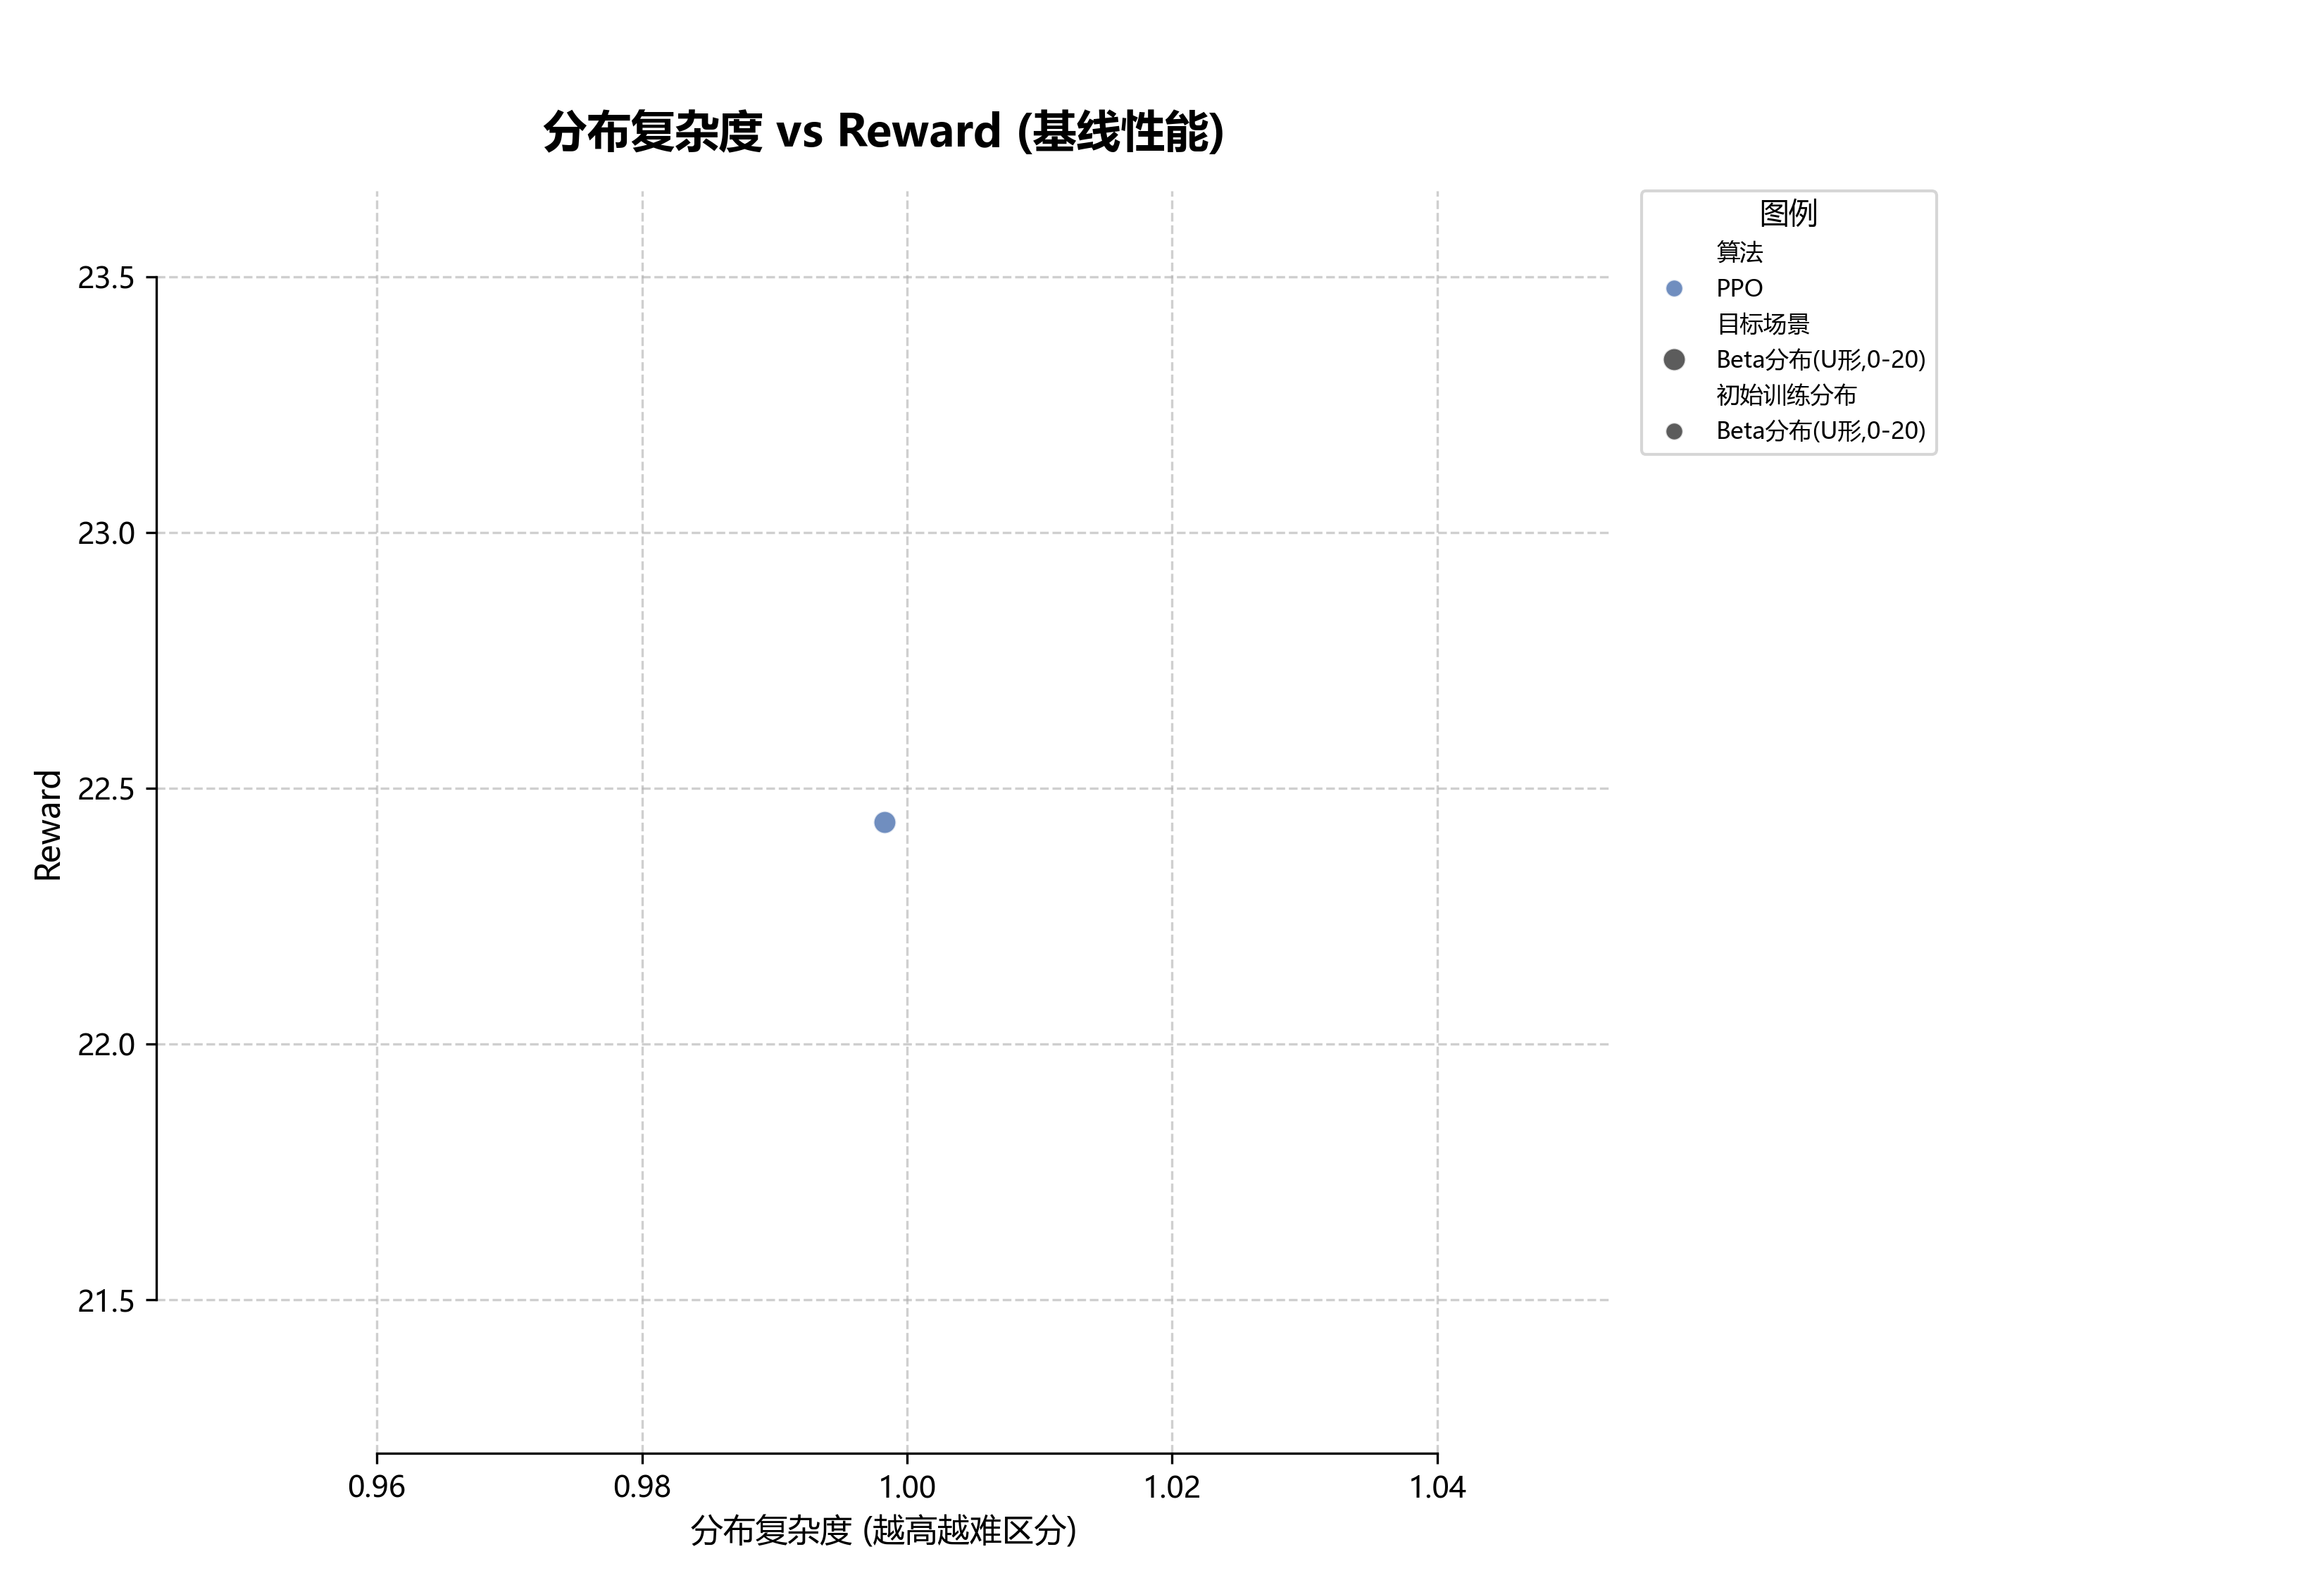 分布复杂度 vs Reward (基线性能)
图例
算法
PPO
目标场景
Beta分布(U形,0-20)
初始训练分布
Beta分布(U形,0-20)
23.5
23.0
22.5
22.0
21.5
Reward
0.96 0.98 1.00 1.02 1.04
分布复杂度 (越高越难区分)